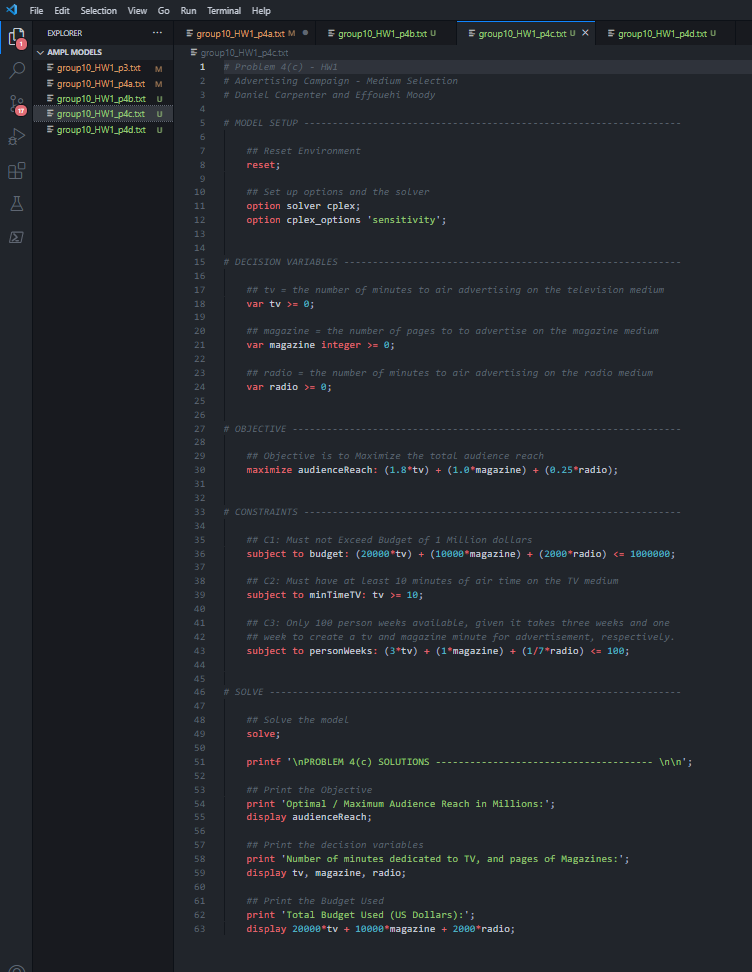 File Edit Selection View Go Run Terminal Help
EXPLORER ...
AMPL MODELS
group10_HW1_p3.txt M
group10_HW1_p4a.txt M
group10_HW1_p4b.txt U
group10_HW1_p4c.txt U
group10_HW1_p4d.txt U
1
17
group10_HW1_p4a.txt M ● group10_HW1_p4b.txt U group10_HW1_p4c.txt U × group10_HW1_p4d.txt U
group10_HW1_p4c.txt
1 # Problem 4(c) - HW1
2 # Advertising Campaign - Medium Selection
3 # Daniel Carpenter and Effouehi Moody
4
5 # MODEL SETUP ------------------------------------------------------------------
6
7 ## Reset Environment
8 reset;
9
10 ## Set up options and the solver
11 option solver cplex;
12 option cplex_options 'sensitivity';
13
14
15 # DECISION VARIABLES -----------------------------------------------------------
16
17 ## tv = the number of minutes to air advertising on the television medium
18 var tv >= 0;
19
20 ## magazine = the number of pages to to advertise on the magazine medium
21 var magazine integer >= 0;
22
23 ## radio = the number of minutes to air advertising on the radio medium
24 var radio >= 0;
25
26
27 # OBJECTIVE --------------------------------------------------------------------
28
29 ## Objective is to Maximize the total audience reach
30 maximize audienceReach: (1.8*tv) + (1.0*magazine) + (0.25*radio);
31
32
33 # CONSTRAINTS ------------------------------------------------------------------
34
35 ## C1: Must not Exceed Budget of 1 Million dollars
36 subject to budget: (20000*tv) + (10000*magazine) + (2000*radio) <= 1000000;
37
38 ## C2: Must have at least 10 minutes of air time on the TV medium
39 subject to minTimeTV: tv >= 10;
40
41 ## C3: Only 100 person weeks available, given it takes three weeks and one
42 ## week to create a tv and magazine minute for advertisement, respectively.
43 subject to personWeeks: (3*tv) + (1*magazine) + (1/7*radio) <= 100;
44
45
46 # SOLVE ------------------------------------------------------------------------
47
48 ## Solve the model
49 solve;
50
51 printf '\nPROBLEM 4(c) SOLUTIONS -------------------------------------- \n\n';
52
53 ## Print the Objective
54 print 'Optimal / Maximum Audience Reach in Millions:';
55 display audienceReach;
56
57 ## Print the decision variables
58 print 'Number of minutes dedicated to TV, and pages of Magazines:';
59 display tv, magazine, radio;
60
61 ## Print the Budget Used
62 print 'Total Budget Used (US Dollars):';
63 display 20000*tv + 10000*magazine + 2000*radio;